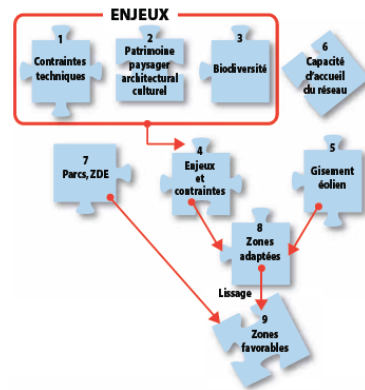 ENJEUX
1
Contraintes
techniques
2
Patrimoine
paysager
architectural
culturel
3
Biodiversité
6
Capacité
d'accueil
du réseau
7
Parcs, ZDE
4
Enjeux
et
contraintes
5
Gisement
éolien
8
Zones
adaptées
Lissage
9
Zones
favorables